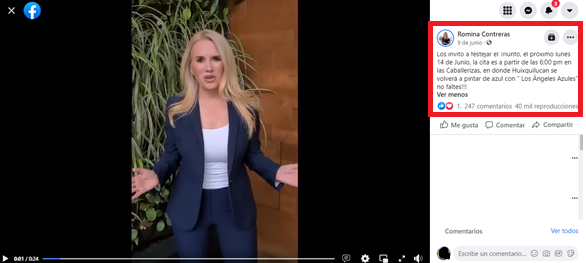 3
Romina Contreras
9 de junio
Los invito a festejar el Triunfo, el próximo lunes
14 de Junio, la cita es a partir de las 6:00 pm en
las Caballerizas, en donde Huixquilucan se
volverá a pintar de azul con " Los Ángeles Azules"
no faltes!!!
Ver menos
1. 247 comentarios 40 mil reproducciones
Me gusta Comentar Compartir
Comentarios Ver todos
0:01 / 0:24
Escribe un comentario...